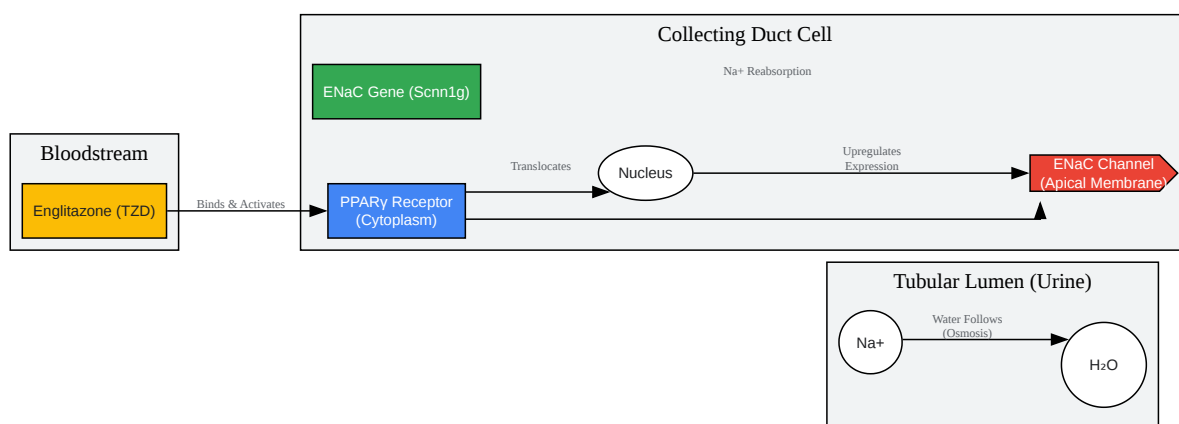 Collecting Duct Cell
Na+ Reabsorption
ENaC Gene (Scnn1g)
Bloodstream
Englitazone (TZD)
Binds & Activates
PPARγ Receptor
(Cytoplasm)
Translocates
Nucleus
Upregulates
Expression
ENaC Channel
(Apical Membrane)
Tubular Lumen (Urine)
Na+
Water Follows
(Osmosis)
H₂O